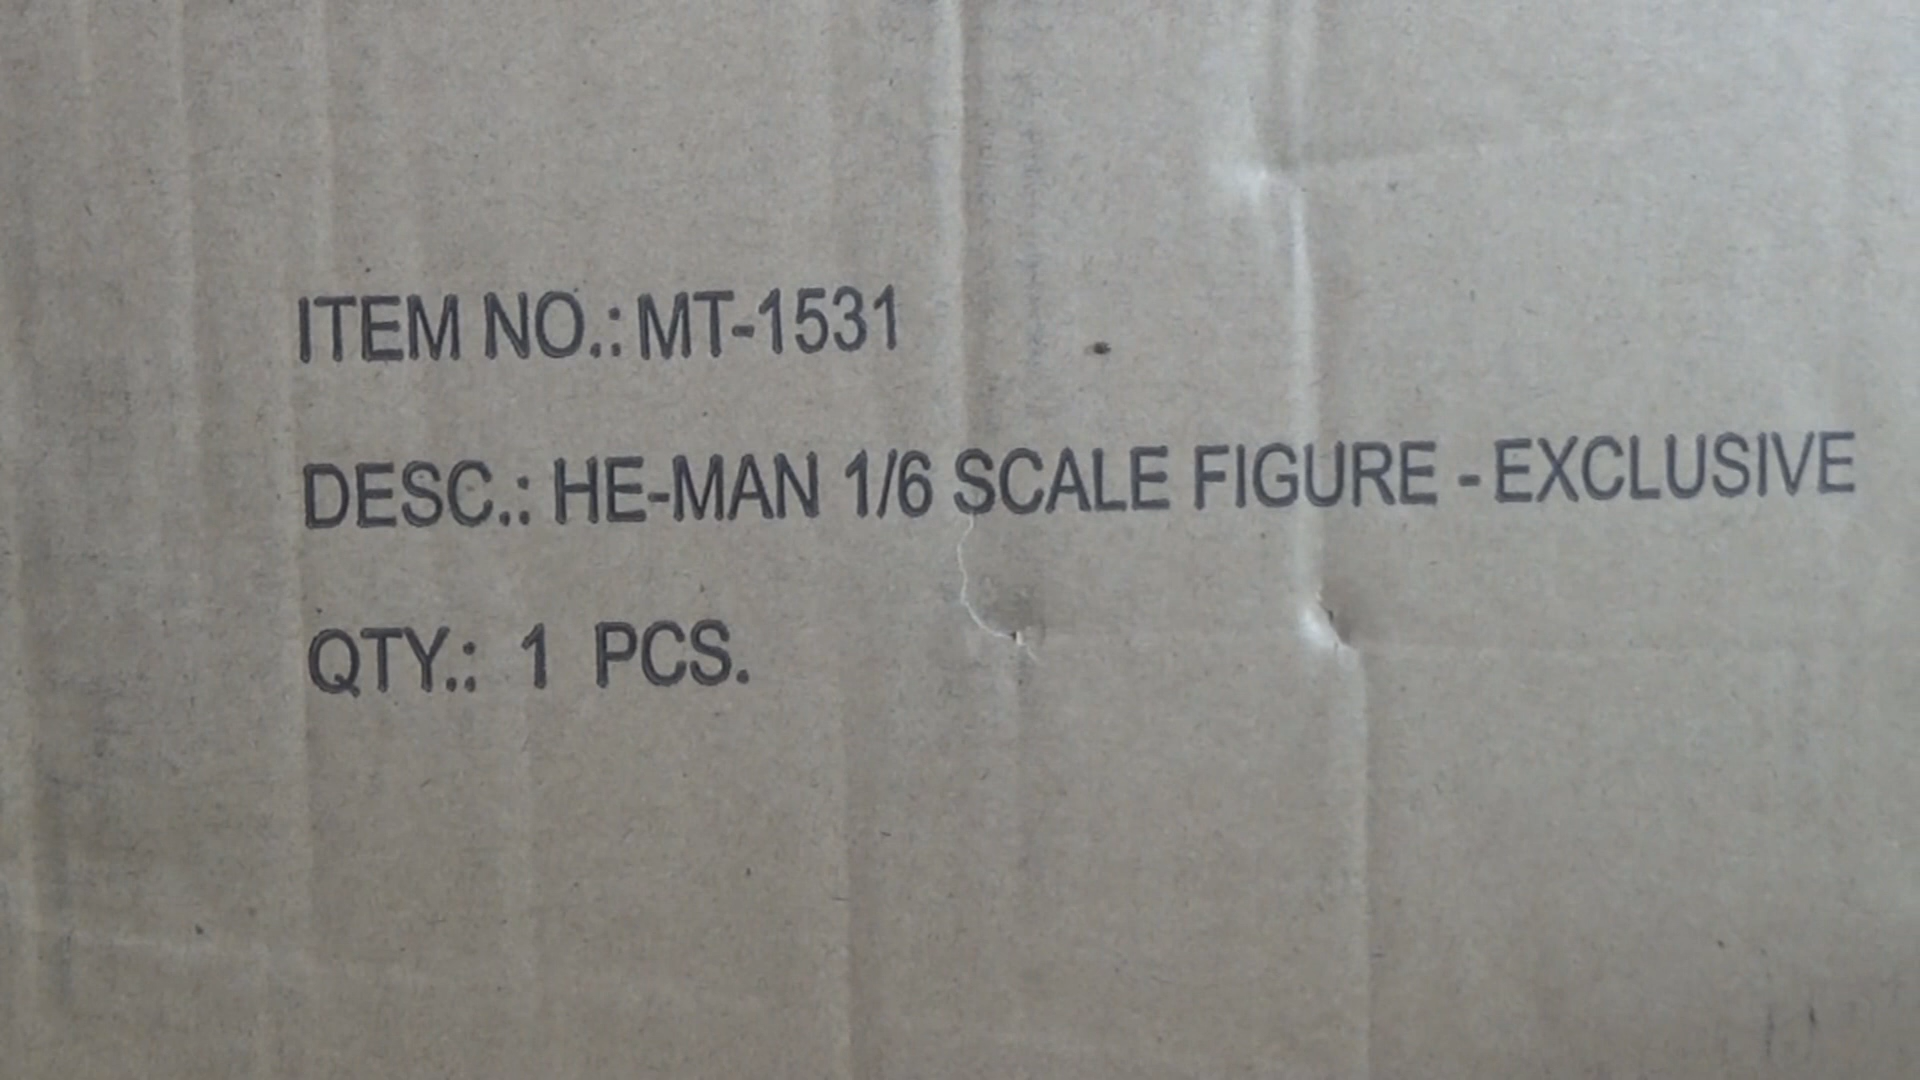 ITEM NO.: MT-1531
DESC.: HE-MAN 1/6 SCALE FIGURE - EXCLUSIVE
QTY.: 1 PCS.